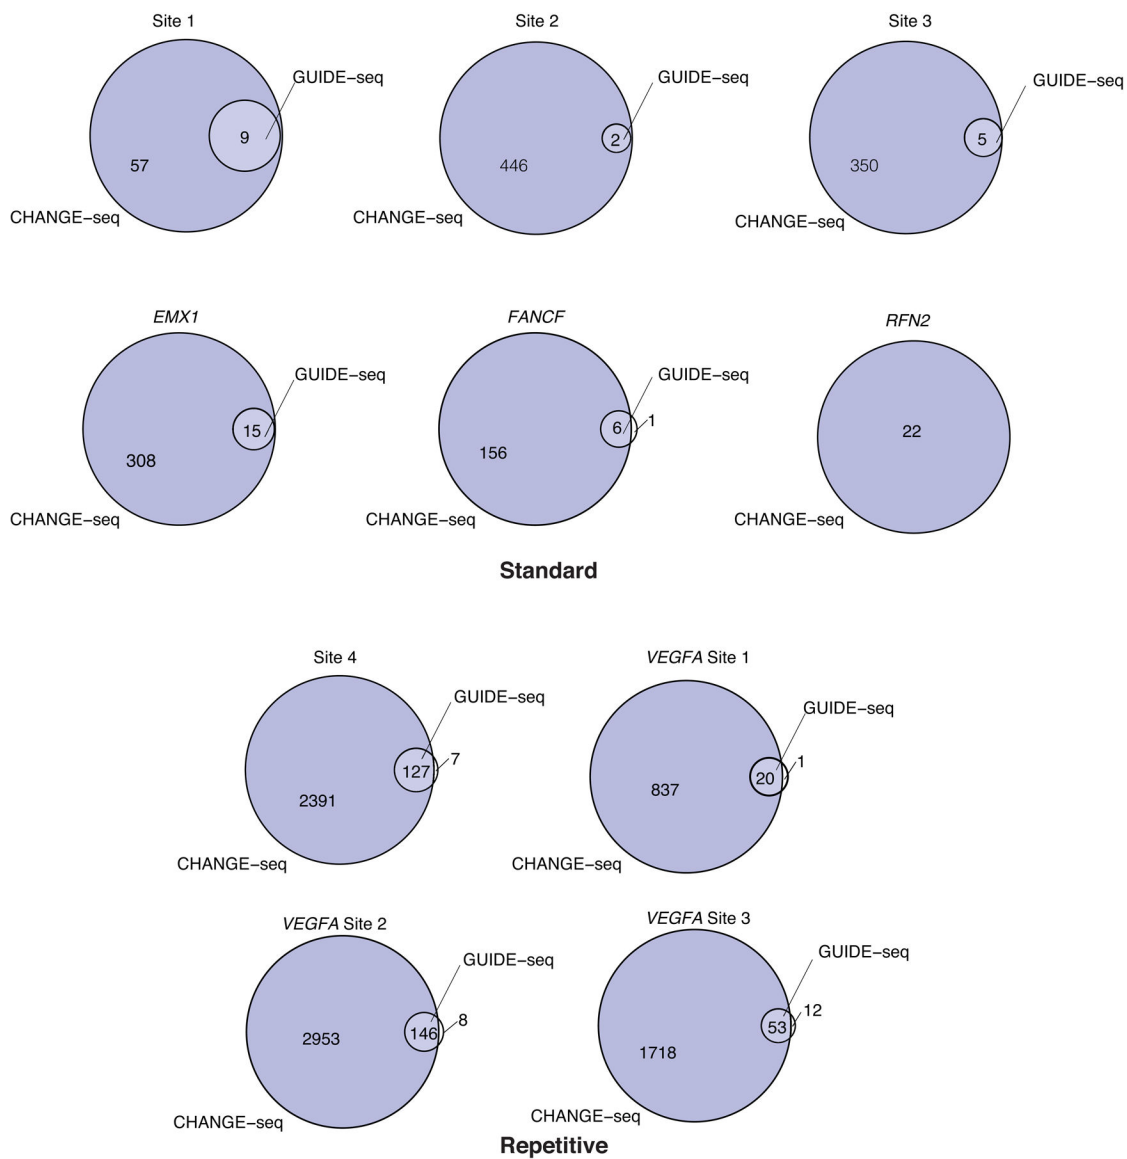 Site 1
Site 2
Site 3
GUIDE–seq
GUIDE–seq
GUIDE–seq
9
2
5
57
446
350
CHANGE–seq
CHANGE–seq
CHANGE–seq
EMX1
FANCF
RFN2
GUIDE–seq
GUIDE–seq
15
6
1
22
308
156
CHANGE–seq
CHANGE–seq
CHANGE–seq
Standard
Site 4
VEGFA Site 1
GUIDE–seq
GUIDE–seq
127
7
20
1
2391
837
CHANGE–seq
CHANGE–seq
VEGFA Site 2
VEGFA Site 3
GUIDE–seq
GUIDE–seq
2953
146
8
1718
53
12
CHANGE–seq
CHANGE–seq
Repetitive